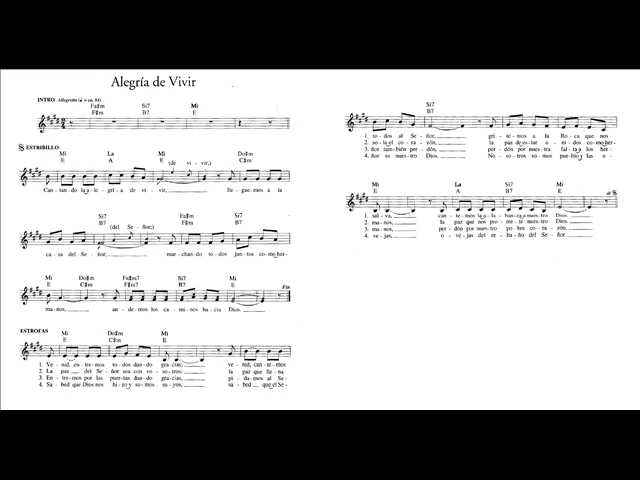 Alegría de Vivir
INTRO Allegretto (♩ = ca. 84)
Fa#m Si7 Mi
F#m B7 E
ESTRIBILLO
Mi La Mi Do#m
E A E C#m
(de vi-vir,)
Can-tan-do la a-le-grí-a de vi-vir, lle-gue-mos a la
Si7 Fa#m Si7
B7 F#m B7
(del Se-ñor;)
ca-sa del Se-ñor; mar-chan-do to-dos jun-tos co-mo her-
Mi Do#m Fa#m7 Si7 Mi
E C#m F#m7 B7 E
Fin
ma-nos, an-de-mos los ca-mi-nos ha-cia Dios.
ESTROFAS
Mi Do#m Mi
E C#m E
1. Ve-nid, en-tre-mos to-dos dan-do gra-cias; ve-nid, can-te-mos
2. La paz del Se-ñor sea con vo-so-tros: la paz que lle-na
3. En-tre-mos por las puer-tas dan-do gra-cias, pi-da-mos al Se-
4. Sa-bed que Dios nos hi-zo y so-mos su-yos, sa-bed que el Se-
Si7
B7
1. to-dos al Se-ñor, gri-te-mos a la Ro-ca que nos
2. so-la el co-ra-zón, la paz de es-tar u-ni-dos co-mo her-
3. ñor tam-bién per-dón, per-dón por nues-tra fal-ta a los her-
4. ñor es nues-tro Dios. No-so-tros so-mos pue-blo y las o-
Mi La Si7 Mi
E A B7 E
al
1. sal-va, can-te-mos la a-la-ban-za a nues-tro Dios.
2. ma-nos, la paz que nos pro-me-te nues-tro Dios.
3. ma-nos, per-dón por nues-tro po-bre co-ra-zón.
4. ve-jas, o-ve-jas del re-ba-ño del Se-ñor.